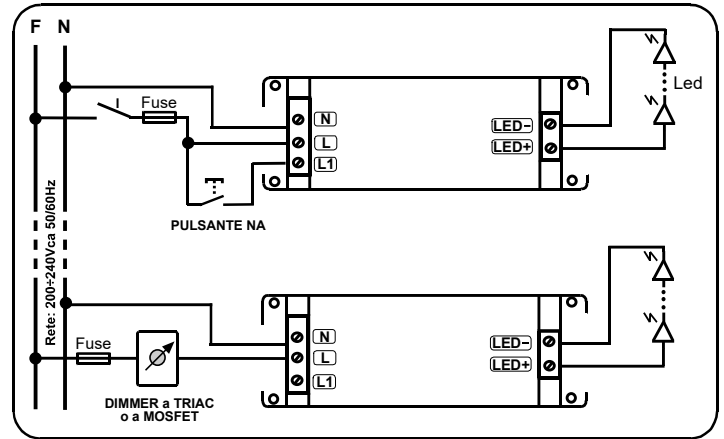 F N
I
Fuse
N
L
L1
LED-
LED+
Led
PULSANTE NA
Rete: 200÷240Vca 50/60Hz
Fuse
N
L
L1
LED-
LED+
DIMMER a TRIAC
o a MOSFET